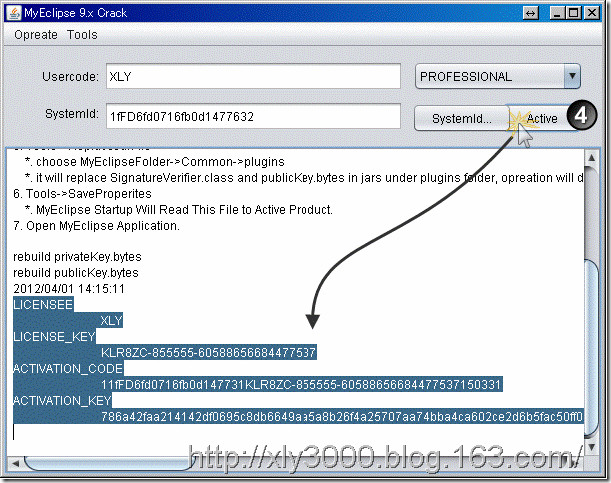 MyEclipse 9.x Crack
Opreate Tools
Usercode: XLY PROFESSIONAL
SystemId: 1fFD6fd0716fb0d1477632 SystemId... Active 4
*. choose MyEclipseFolder->Common->plugins
*. it will replace SignatureVerifier.class and publicKey.bytes in jars under plugins folder, opreation will d
6. Tools->SaveProperites
*. MyEclipse Startup Will Read This File to Active Product.
7. Open MyEclipse Application.
rebuild privateKey.bytes
rebuild publicKey.bytes
2012/04/01 14:15:11
LICENSEE
XLY
LICENSE_KEY
KLR8ZC-855555-60588656684477537
ACTIVATION_CODE
11fFD6fd0716fb0d147731KLR8ZC-855555-60588656684477537150331
ACTIVATION_KEY
786a42faa214142df0695c8db6649aa5a8b26f4a25707aa74bba4ca602ce2d6b5fac50ff0
http://xly3000.blog.163.com/